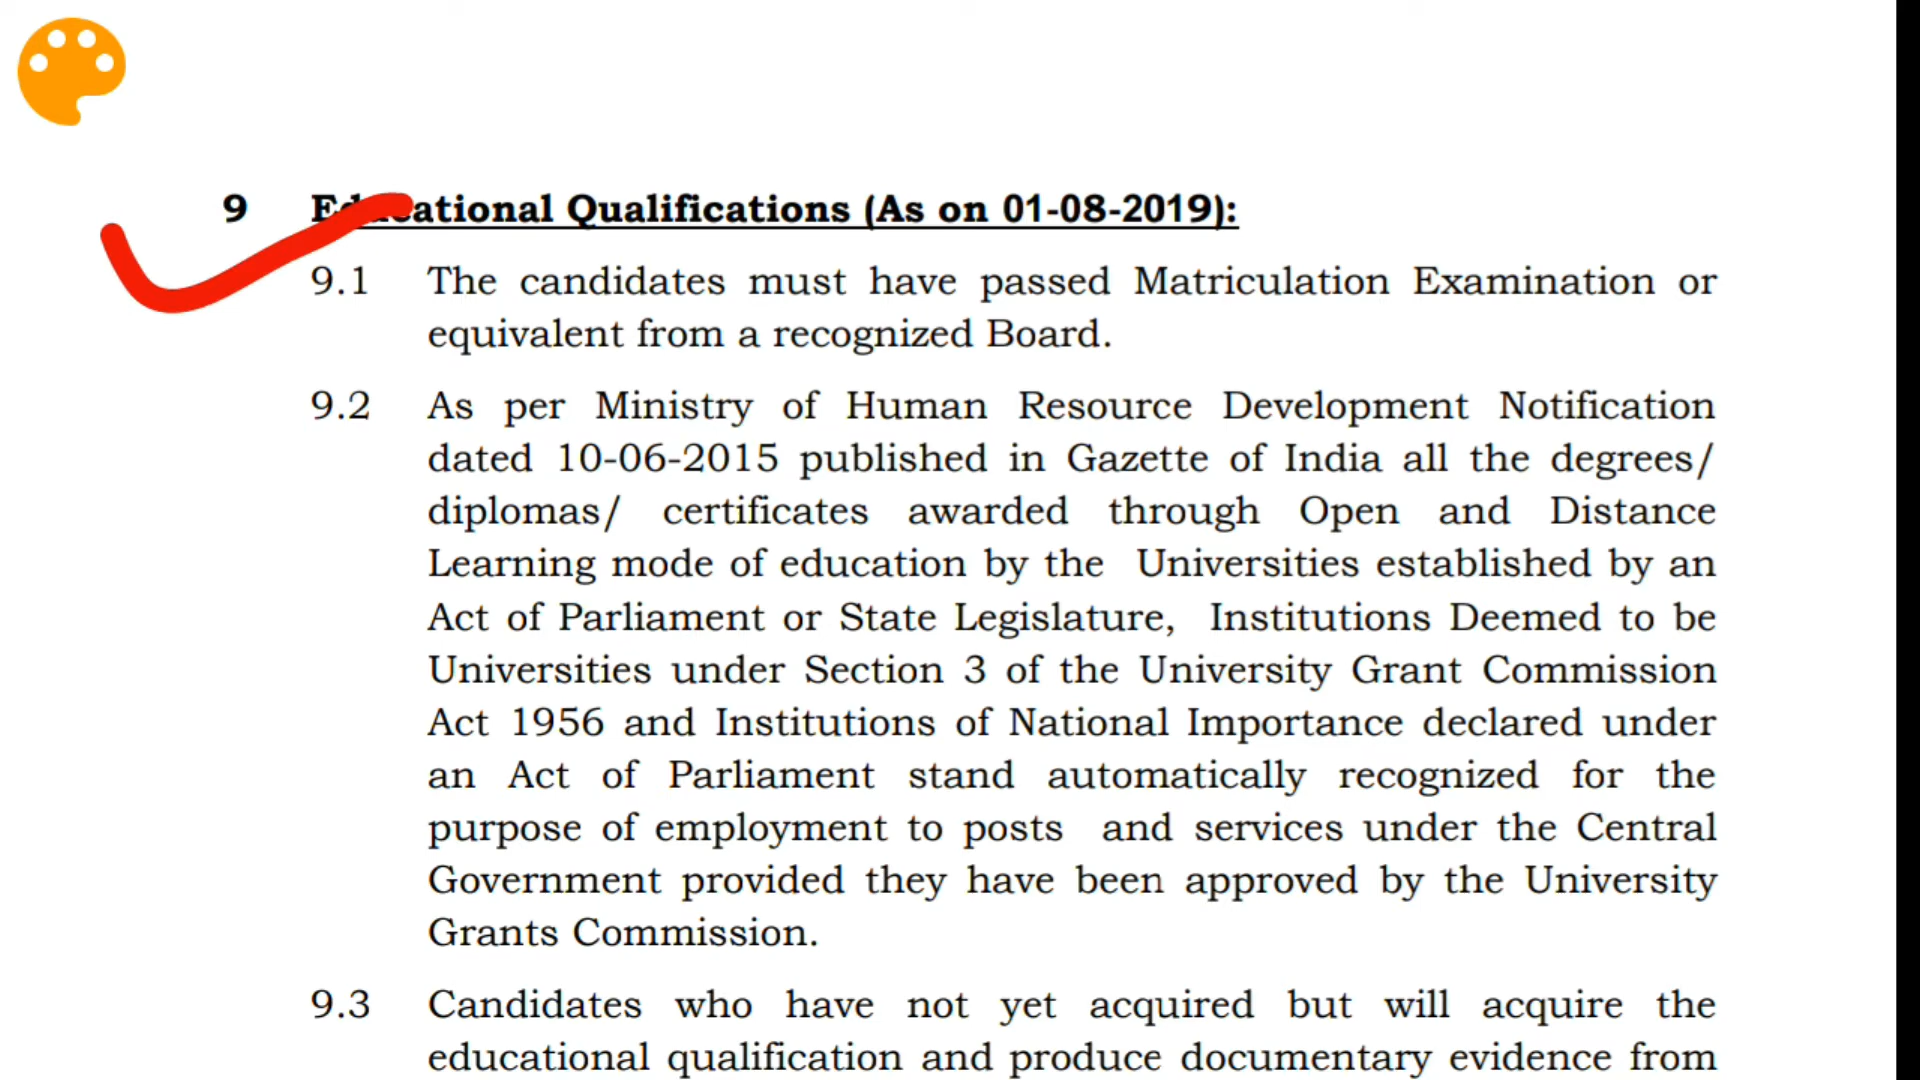 9 Educational Qualifications (As on 01-08-2019):
9.1 The candidates must have passed Matriculation Examination or
equivalent from a recognized Board.
9.2 As per Ministry of Human Resource Development Notification
dated 10-06-2015 published in Gazette of India all the degrees/
diplomas/ certificates awarded through Open and Distance
Learning mode of education by the Universities established by an
Act of Parliament or State Legislature, Institutions Deemed to be
Universities under Section 3 of the University Grant Commission
Act 1956 and Institutions of National Importance declared under
an Act of Parliament stand automatically recognized for the
purpose of employment to posts and services under the Central
Government provided they have been approved by the University
Grants Commission.
9.3 Candidates who have not yet acquired but will acquire the
educational qualification and produce documentary evidence from